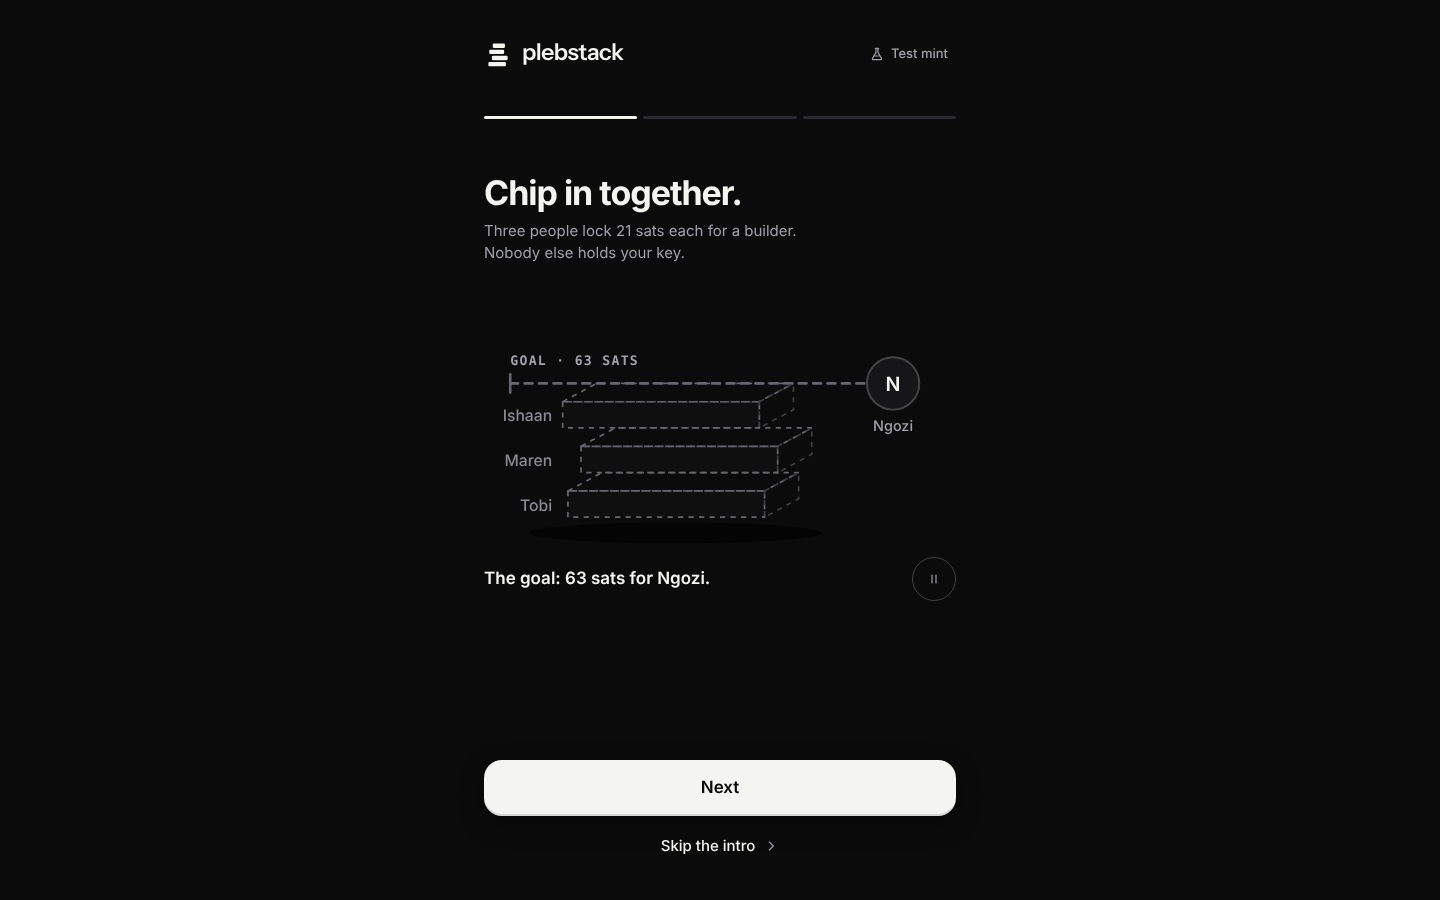 plebstack
Test mint
Chip in together.
Three people lock 21 sats each for a builder.
Nobody else holds your key.
GOAL · 63 SATS
N
Ishaan
Ngozi
Maren
Tobi
The goal: 63 sats for Ngozi.
Next
Skip the intro